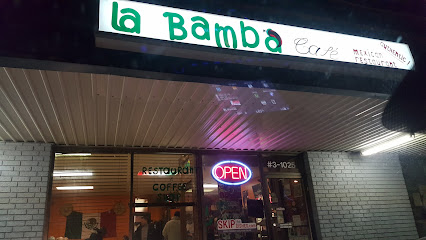 La Bamba Cafe
mexican
restaurant
RESTAURANT
OPEN
#3-1025
COFFEE
SKIP